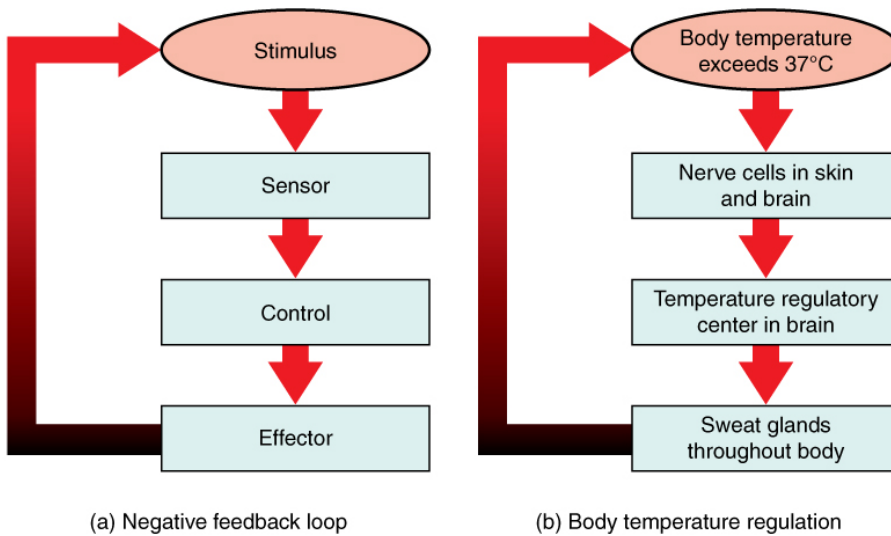 Stimulus
Sensor
Control
Effector
(a) Negative feedback loop
Body temperature
exceeds 37°C
Nerve cells in skin
and brain
Temperature regulatory
center in brain
Sweat glands
throughout body
(b) Body temperature regulation